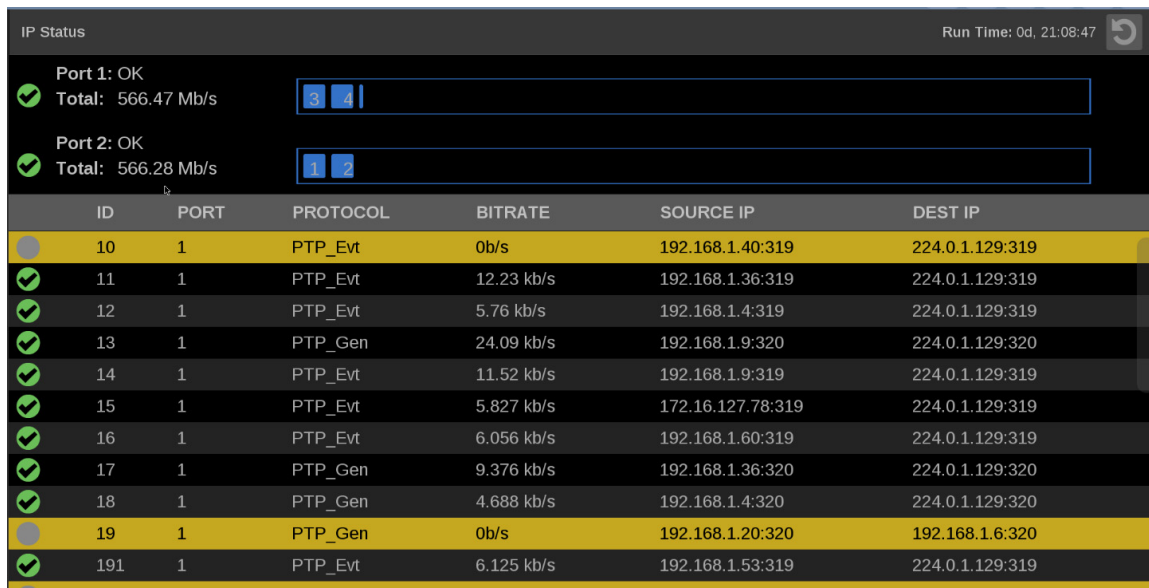 IP Status Run Time: 0d, 21:08:47
Port 1: OK
Total: 566.47 Mb/s 3 4
Port 2: OK
Total: 566.28 Mb/s 1 2
ID PORT PROTOCOL BITRATE SOURCE IP DEST IP
10 1 PTP_Evt 0b/s 192.168.1.40:319 224.0.1.129:319
11 1 PTP_Evt 12.23 kb/s 192.168.1.36:319 224.0.1.129:319
12 1 PTP_Evt 5.76 kb/s 192.168.1.4:319 224.0.1.129:319
13 1 PTP_Gen 24.09 kb/s 192.168.1.9:320 224.0.1.129:320
14 1 PTP_Evt 11.52 kb/s 192.168.1.9:319 224.0.1.129:319
15 1 PTP_Evt 5.827 kb/s 172.16.127.78:319 224.0.1.129:319
16 1 PTP_Evt 6.056 kb/s 192.168.1.60:319 224.0.1.129:319
17 1 PTP_Gen 9.376 kb/s 192.168.1.36:320 224.0.1.129:320
18 1 PTP_Gen 4.688 kb/s 192.168.1.4:320 224.0.1.129:320
19 1 PTP_Gen 0b/s 192.168.1.20:320 192.168.1.6:320
191 1 PTP_Evt 6.125 kb/s 192.168.1.53:319 224.0.1.129:319